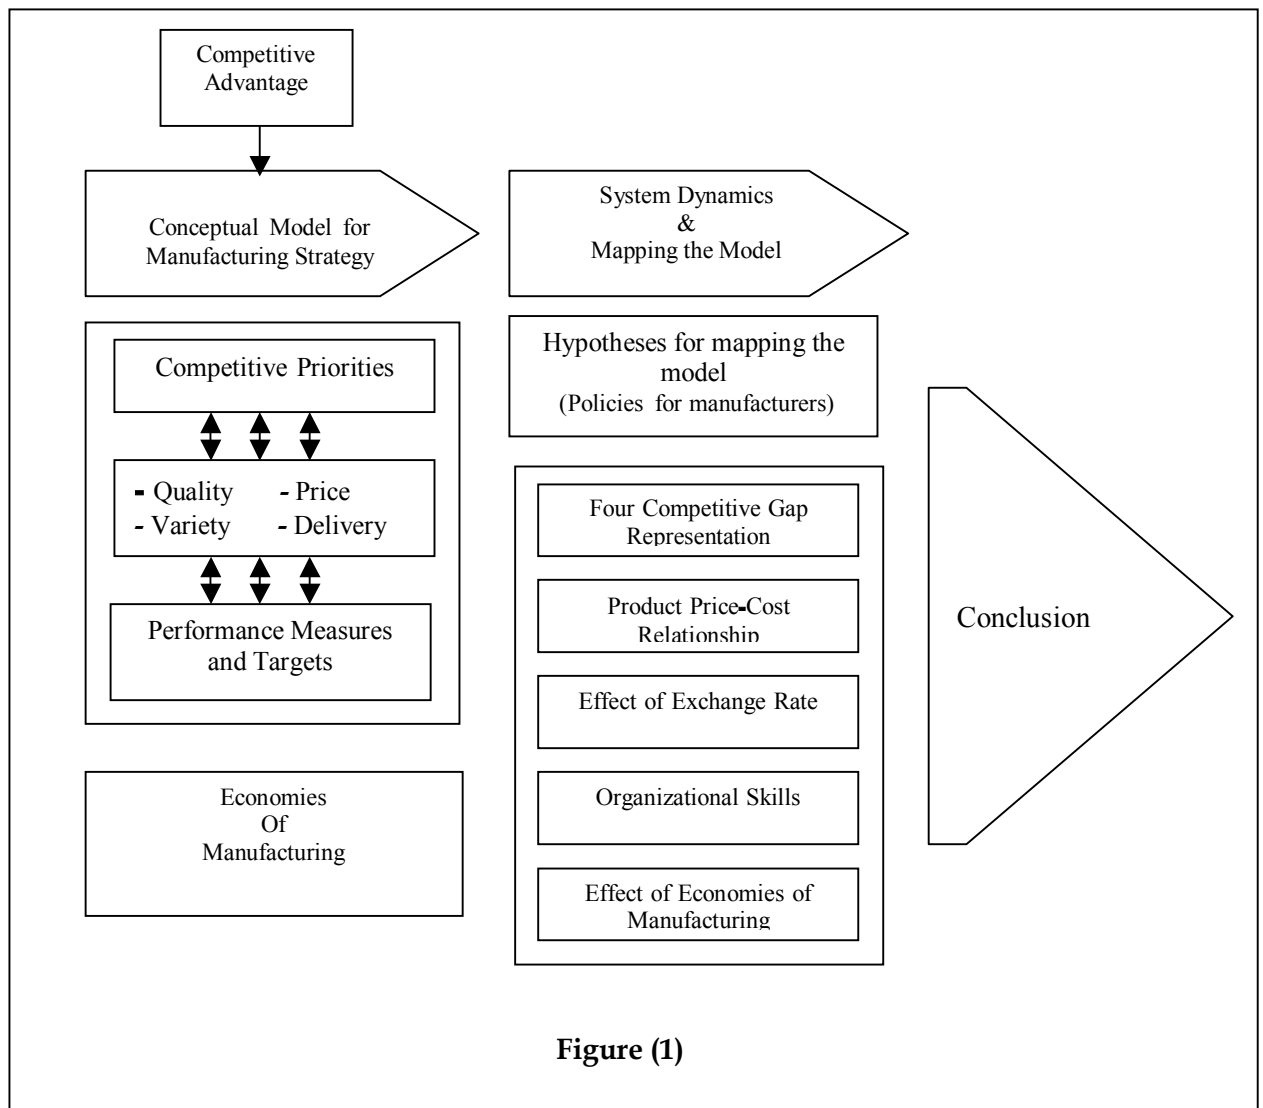 Competitive
Advantage
Conceptual Model for
Manufacturing Strategy
System Dynamics
&
Mapping the Model
Competitive Priorities
- Quality - Price
- Variety - Delivery
Performance Measures
and Targets
Economies
Of
Manufacturing
Hypotheses for mapping the
model
(Policies for manufacturers)
Four Competitive Gap
Representation
Product Price-Cost
Relationship
Effect of Exchange Rate
Organizational Skills
Effect of Economies of
Manufacturing
Conclusion
Figure (1)